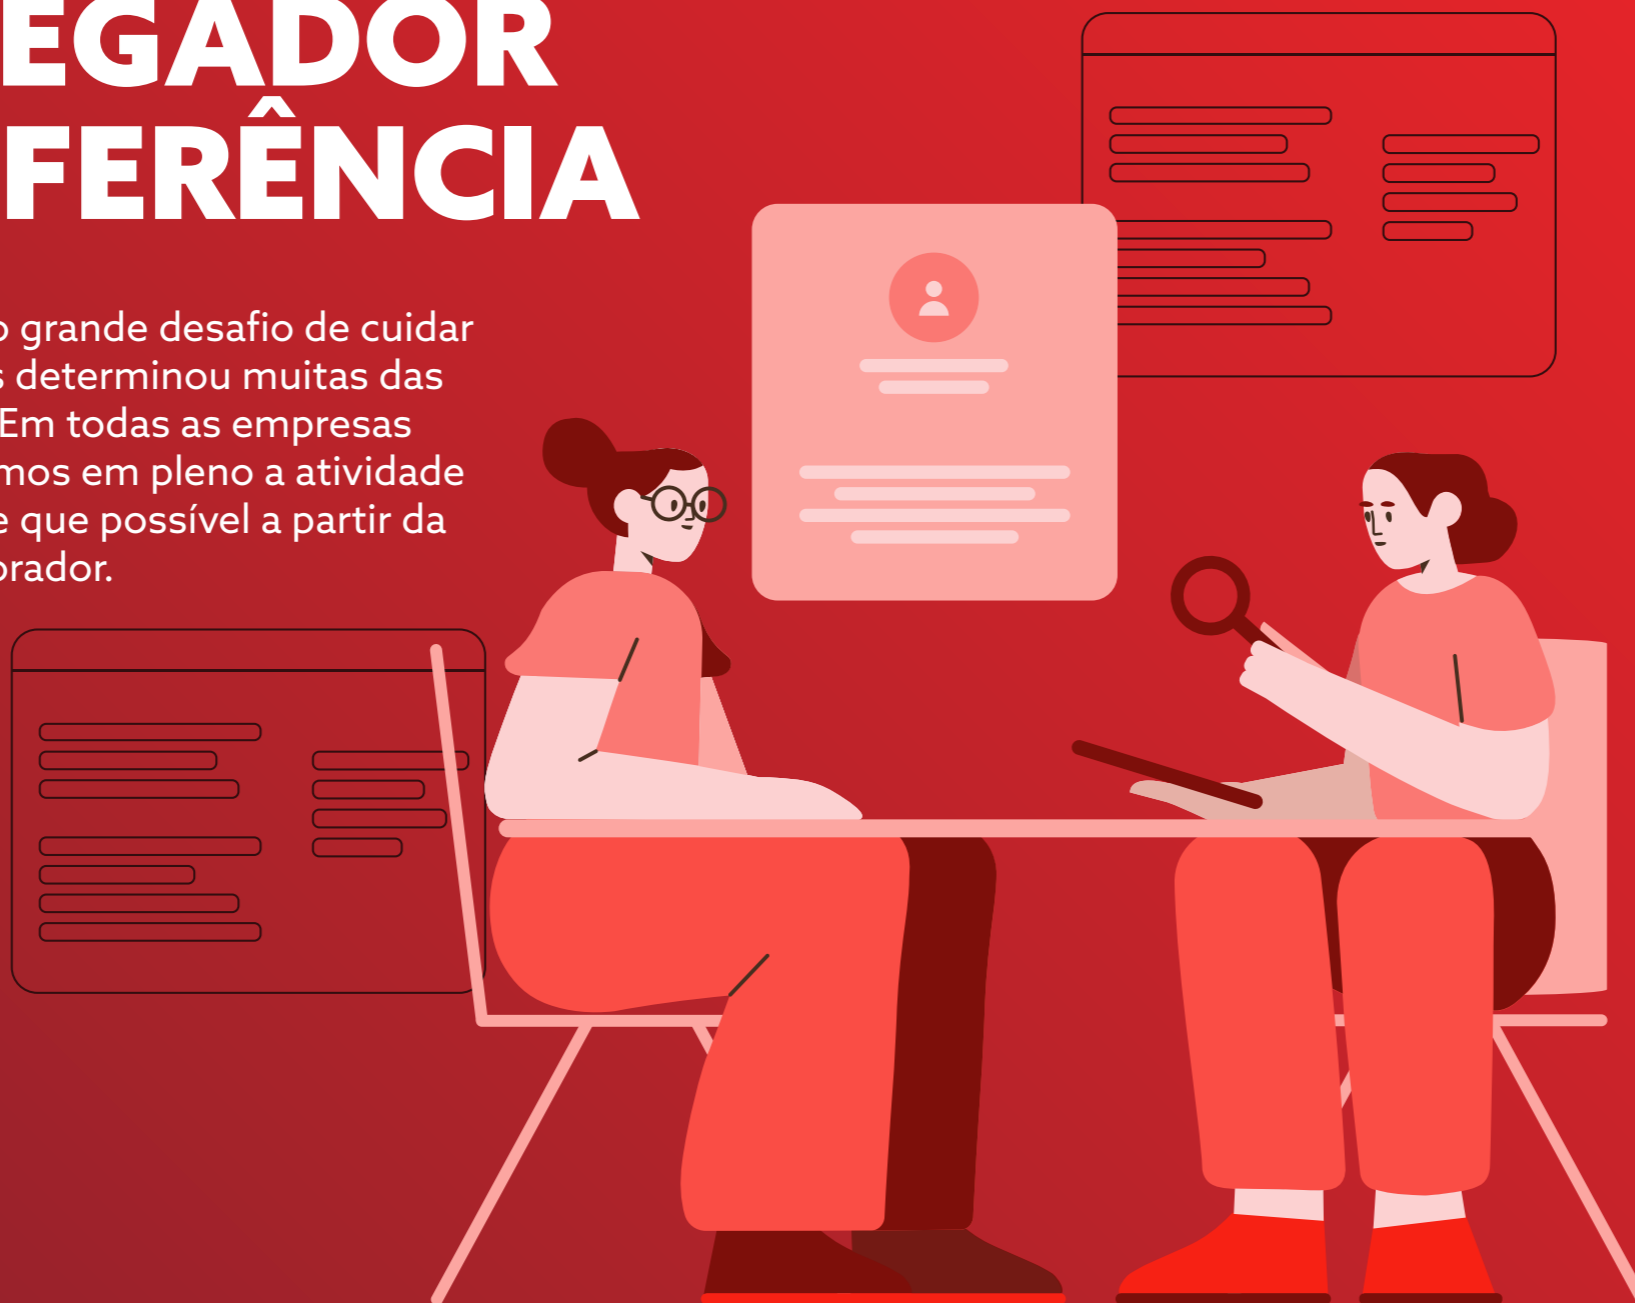 EGADOR
FERÊNCIA
o grande desafio de cuidar
s determinou muitas das
Em todas as empresas
mos em pleno a atividade
e que possível a partir da
orador.